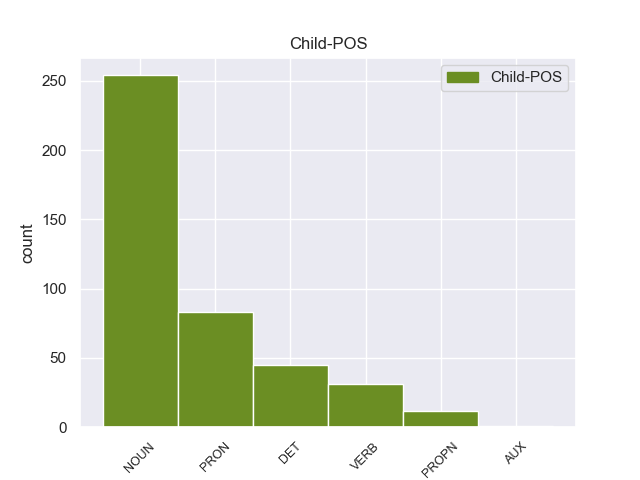 Child-POS
Child-POS
250
200
150
100
50
0
count
NOUN
PRON
DET
VERB
PROPN
AUX